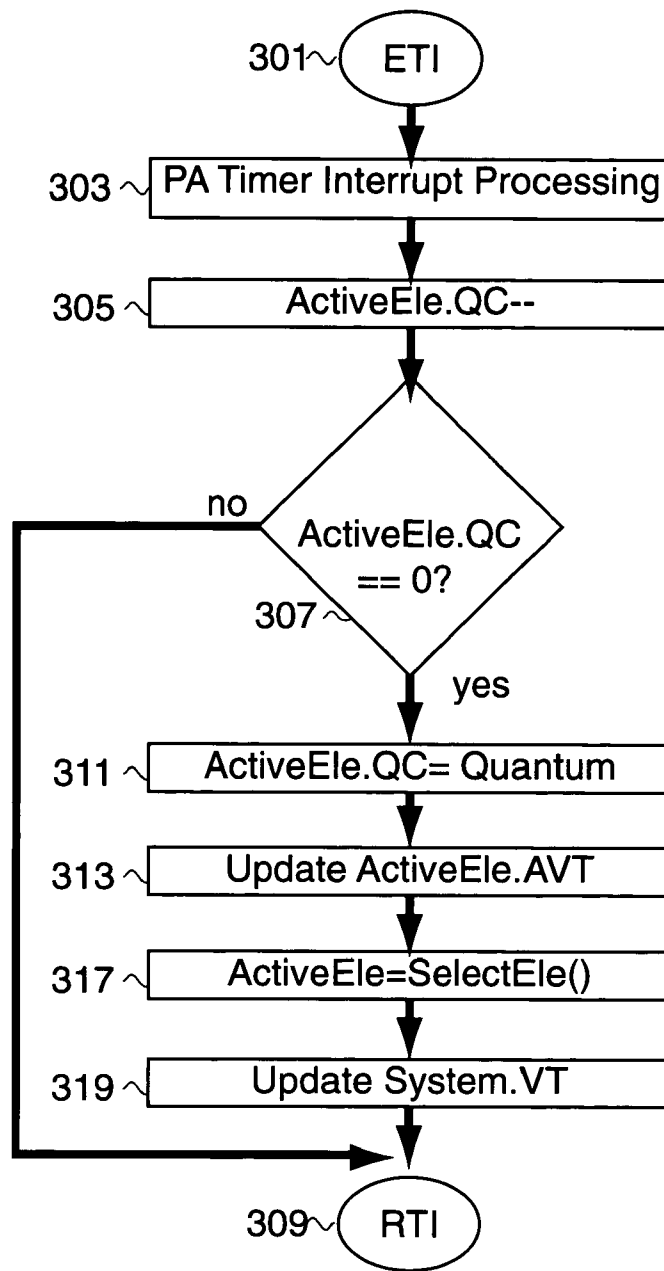 301 ETI
303 PA Timer Interrupt Processing
305 ActiveEle.QC--
no
ActiveEle.QC
== 0?
307
yes
311 ActiveEle.QC= Quantum
313 Update ActiveEle.AVT
317 ActiveEle=SelectEle()
319 Update System.VT
309 RTI